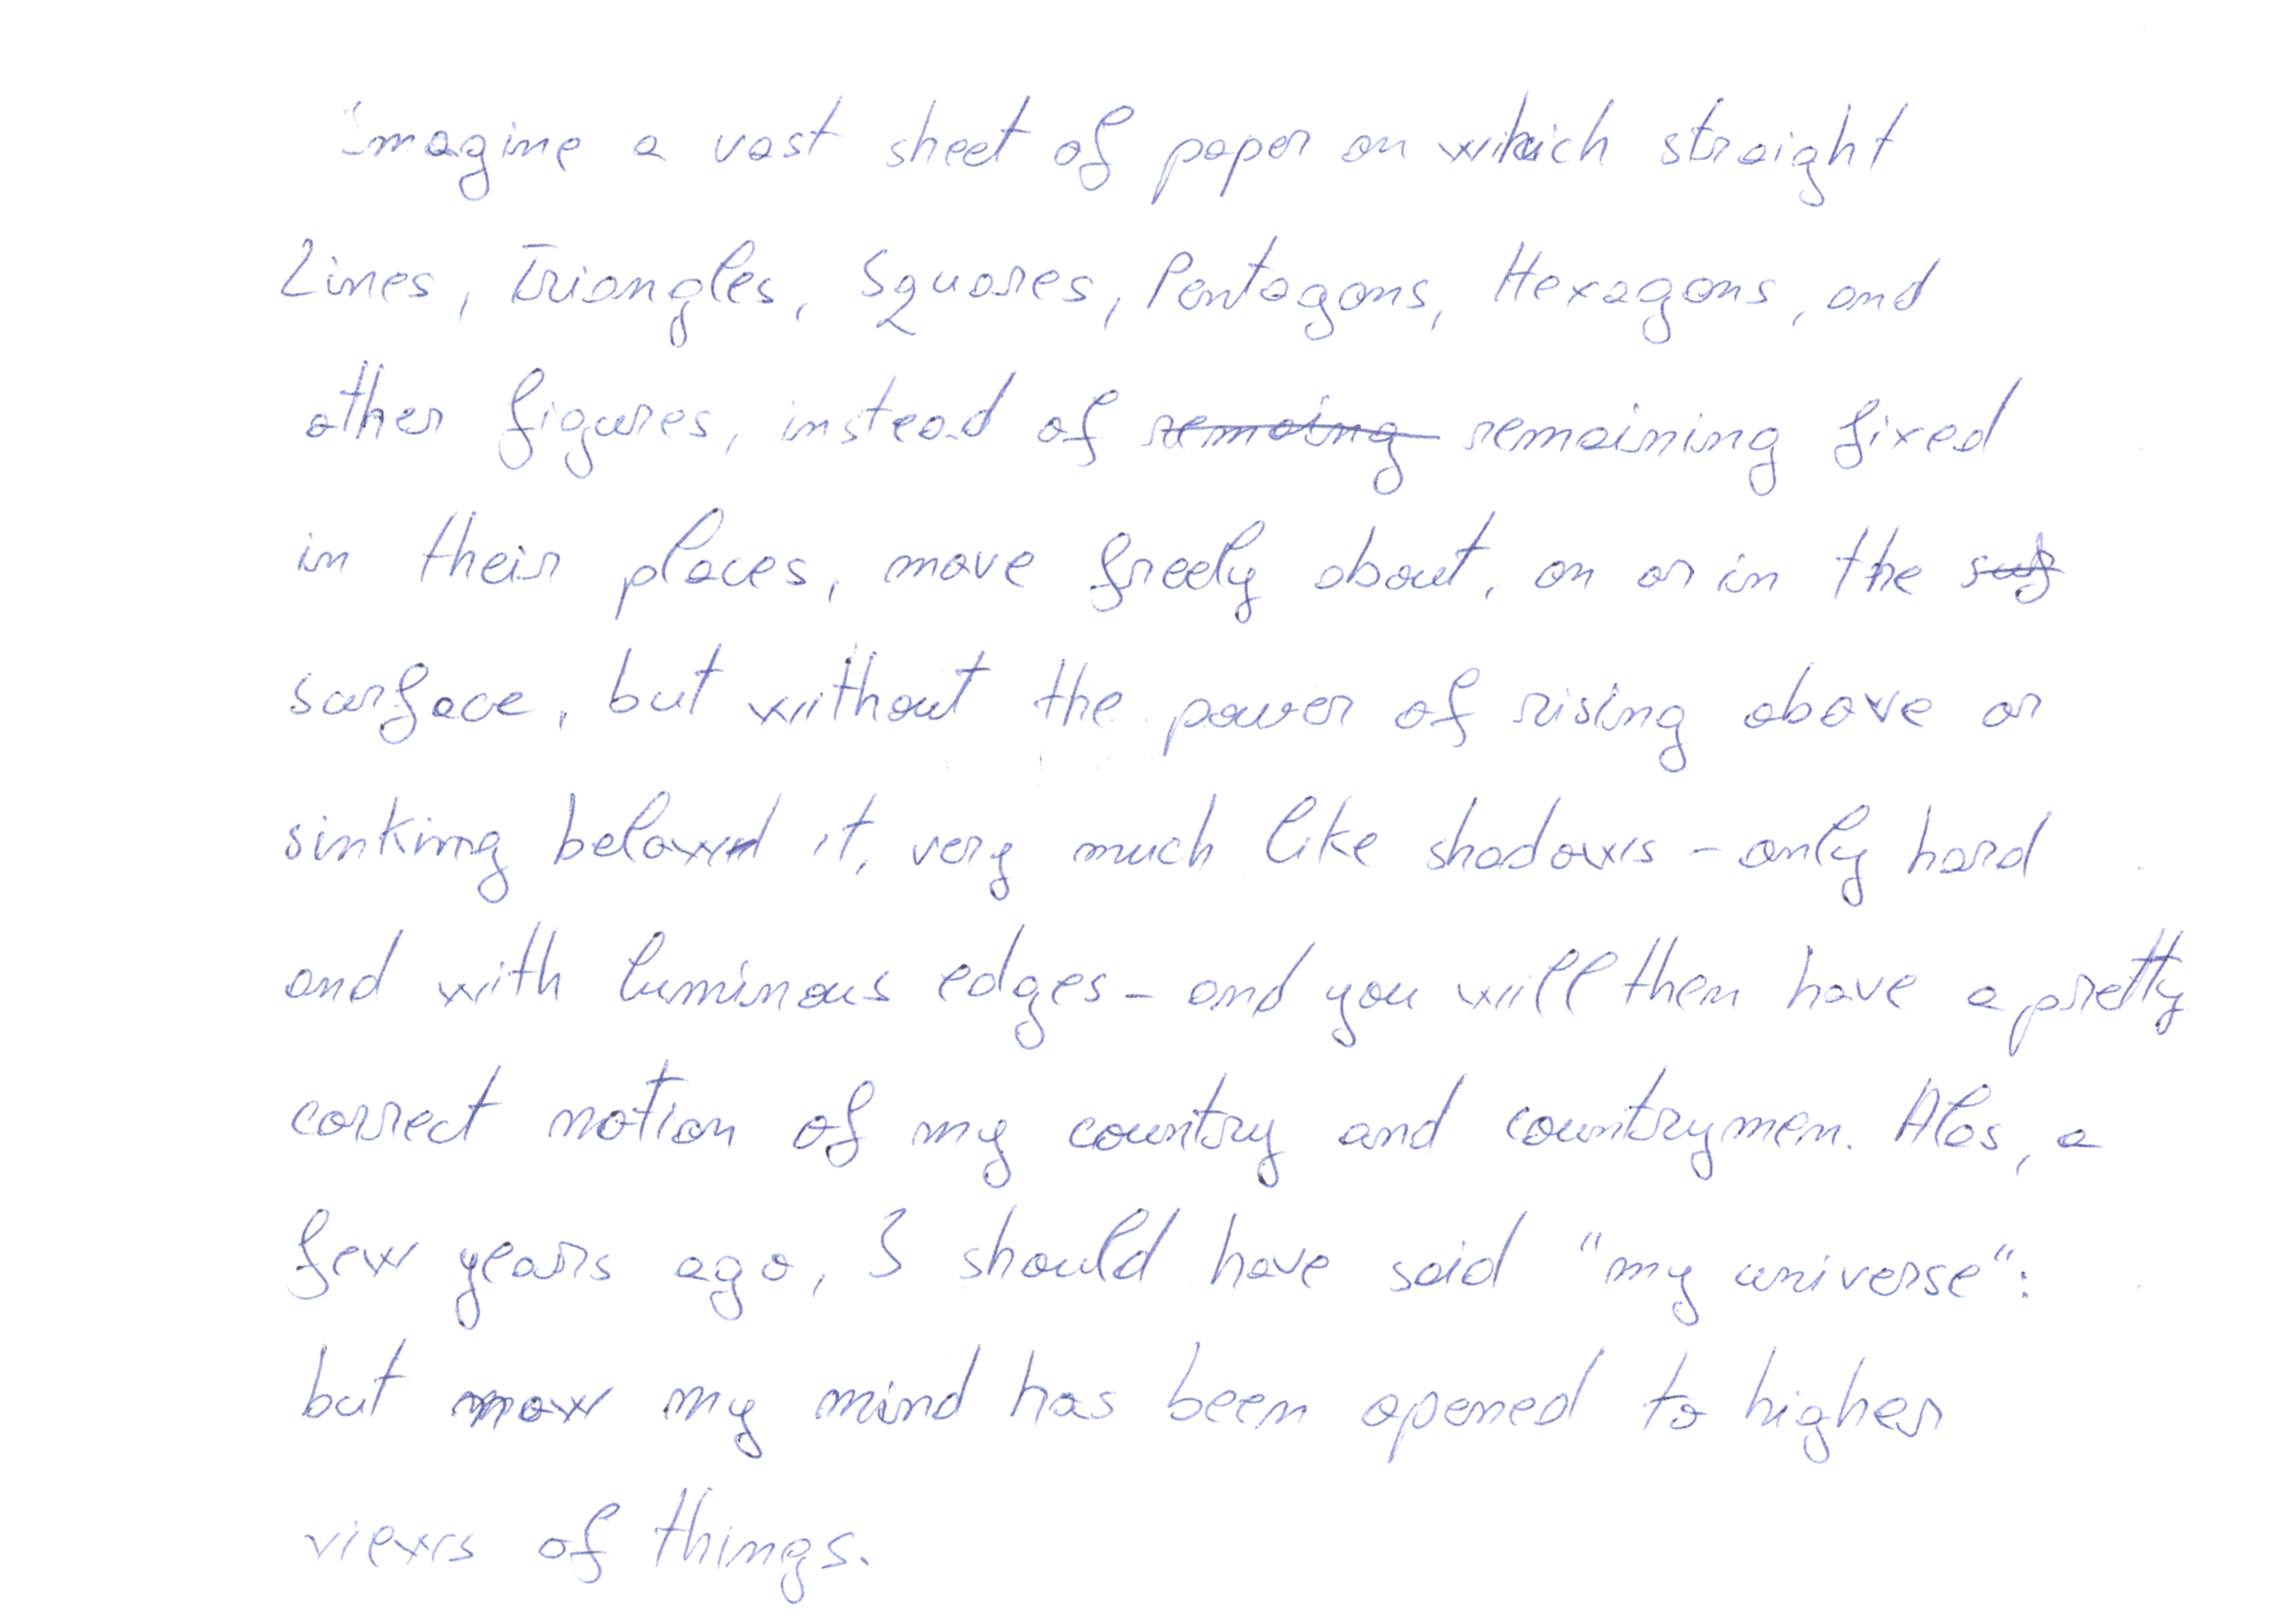 Imagine a vast sheet of paper on which straight
Lines, Triangles, Squares, Pentagons, Hexagons, and
other figures, instead of remaing remaining fixed
in their places, move freely about, on or in the suf
surface, but without the power of rising above or
sinking below it, very much like shadows - only hard
and with luminous edges - and you will then have a pretty
correct notion of my country and countrymen. Alas, a
few years ago, I should have said "my universe":
but now my mind has been opened to higher
views of things.